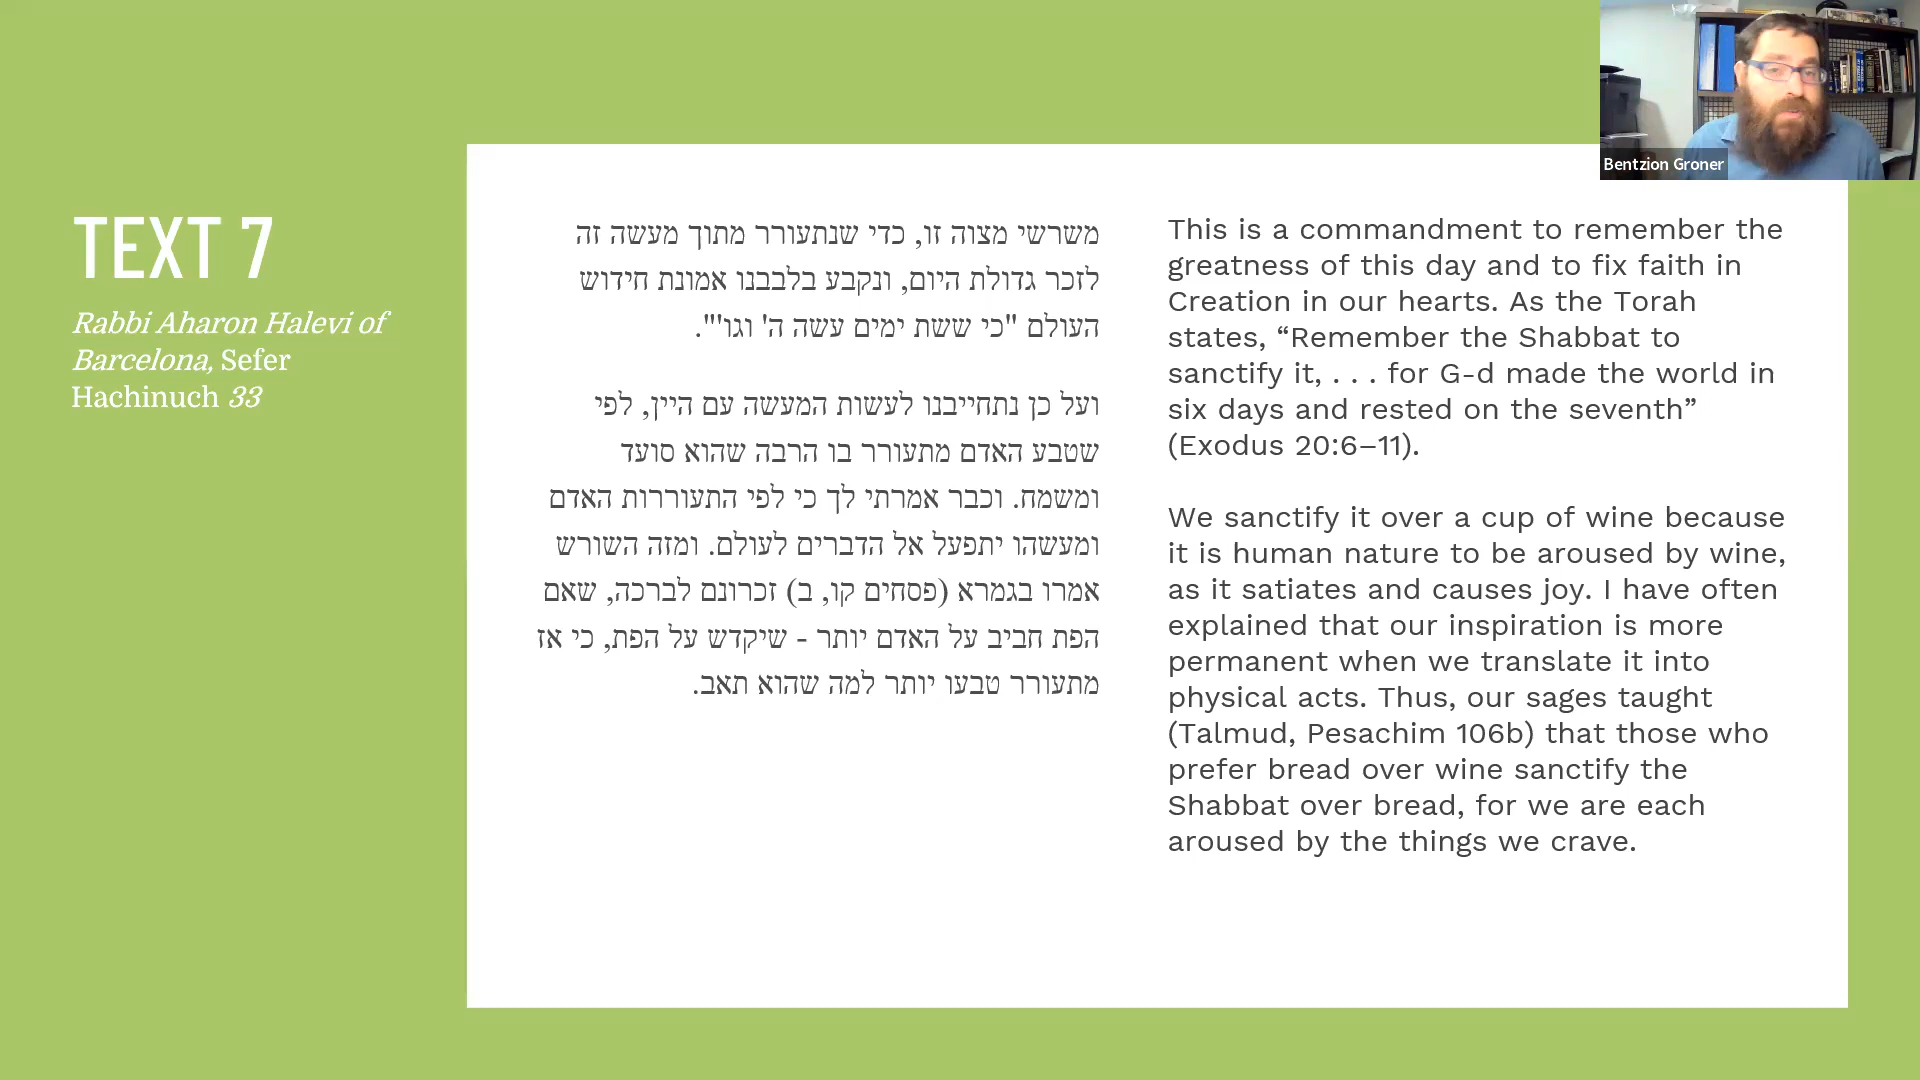 TEXT 7
Rabbi Aharon Halevi of
Barcelona, Sefer
Hachinuch 33
משרשי מצוה זו, כדי שנתעורר מתוך מעשה זה
לזכר גדולת היום, ונקבע בלבבנו אמונת חידוש
העולם "כי ששת ימים עשה ה' וגו'".
ועל כן נתחייבנו לעשות המעשה עם היין, לפי
שטבע האדם מתעורר בו הרבה שהוא סועד
ומשמח. וכבר אמרתי לך כי לפי התעוררות האדם
ומעשהו יתפעל אל הדברים לעולם. ומזה השורש
אמרו בגמרא (פסחים קו, ב) זכרונם לברכה, שאם
הפת חביב על האדם יותר - שיקדש על הפת, כי אז
מתעורר טבעו יותר למה שהוא תאב.
This is a commandment to remember the
greatness of this day and to fix faith in
Creation in our hearts. As the Torah
states, “Remember the Shabbat to
sanctify it, . . . for G-d made the world in
six days and rested on the seventh”
(Exodus 20:6–11).
We sanctify it over a cup of wine because
it is human nature to be aroused by wine,
as it satiates and causes joy. I have often
explained that our inspiration is more
permanent when we translate it into
physical acts. Thus, our sages taught
(Talmud, Pesachim 106b) that those who
prefer bread over wine sanctify the
Shabbat over bread, for we are each
aroused by the things we crave.
Bentzion Groner